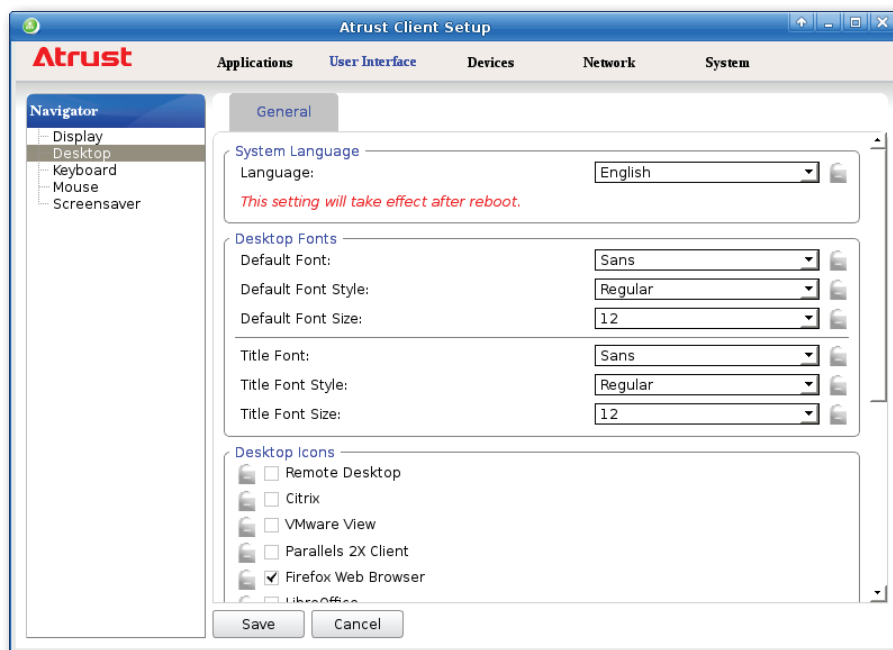 Atrust Client Setup
Atrust
Applications User Interface Devices Network System
Navigator
Display
Desktop
Keyboard
Mouse
Screensaver
General
System Language
Language: English
This setting will take effect after reboot.
Desktop Fonts
Default Font: Sans
Default Font Style: Regular
Default Font Size: 12
Title Font: Sans
Title Font Style: Regular
Title Font Size: 12
Desktop Icons
Remote Desktop
Citrix
VMware View
Parallels 2X Client
Firefox Web Browser
LibreOffice
Save Cancel